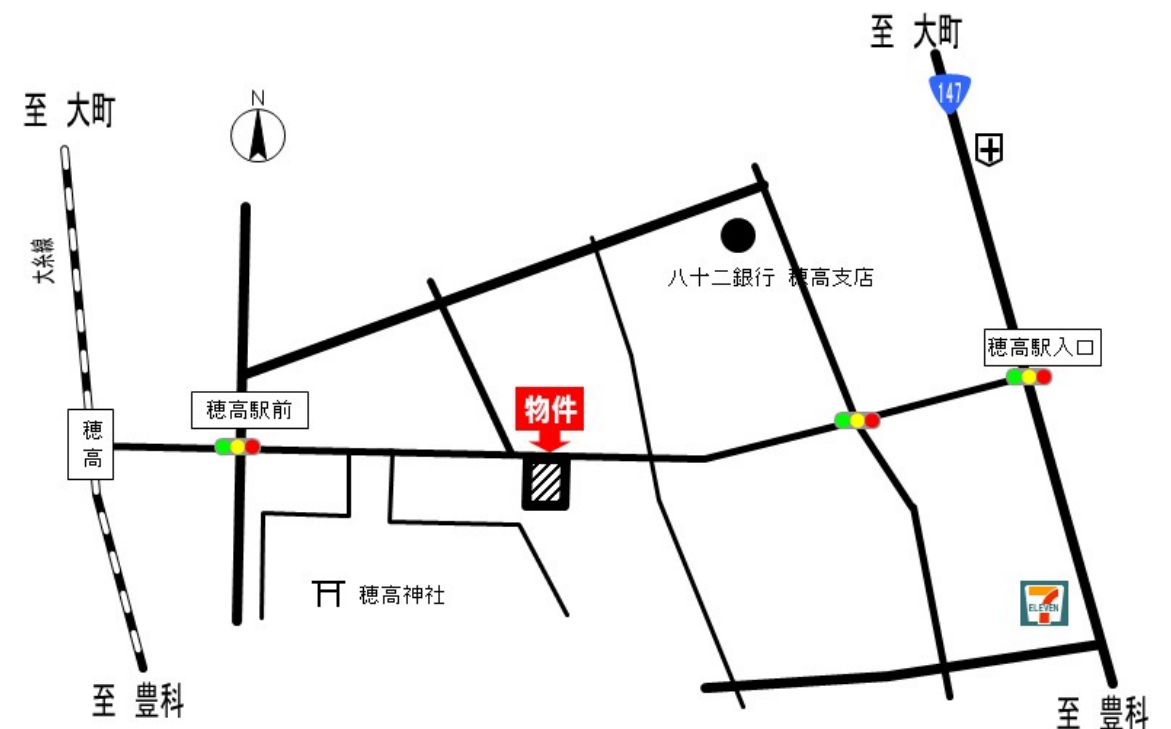 至 大町
147
至 大町
N
大糸線
八十二銀行 穂高支店
穂高駅入口
穂高駅前
物件
穂高
穂高神社
7
ELEVEN
至 豊科
至 豊科